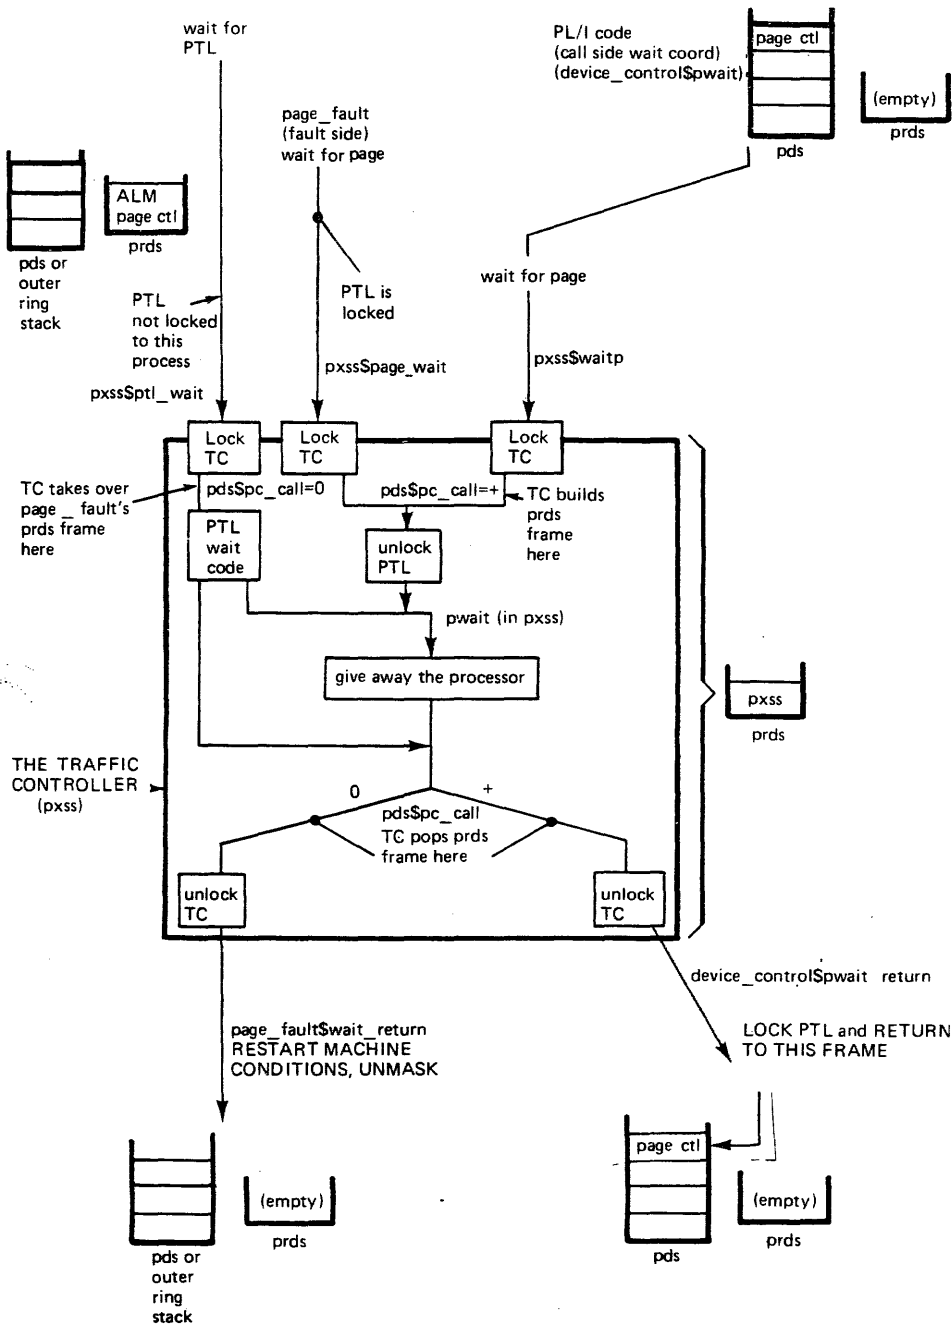 wait for
PTL
PL/I code
(call side wait coord)
(device_control$pwait)
page ctl
(empty)
prds
pds
page_fault
(fault side)
wait for page
ALM
page ctl
prds
pds or
outer
ring
stack
PTL
not locked
to this
process
PTL is
locked
wait for page
pxss$ptl_wait
pxss$page_wait
pxss$waitp
Lock
TC
Lock
TC
Lock
TC
TC takes over
page_fault's
prds frame
here
pds$pc_call=0
pds$pc_call=+
TC builds
prds
frame
here
PTL
wait
code
unlock
PTL
pwait (in pxss)
give away the processor
pxss
prds
THE TRAFFIC
CONTROLLER
(pxss)
0
+
pds$pc_call
TC pops prds
frame here
unlock
TC
unlock
TC
device_control$pwait return
page_fault$wait_return
RESTART MACHINE
CONDITIONS, UNMASK
LOCK PTL and RETURN
TO THIS FRAME
(empty)
prds
pds or
outer
ring
stack
page ctl
pds
(empty)
prds